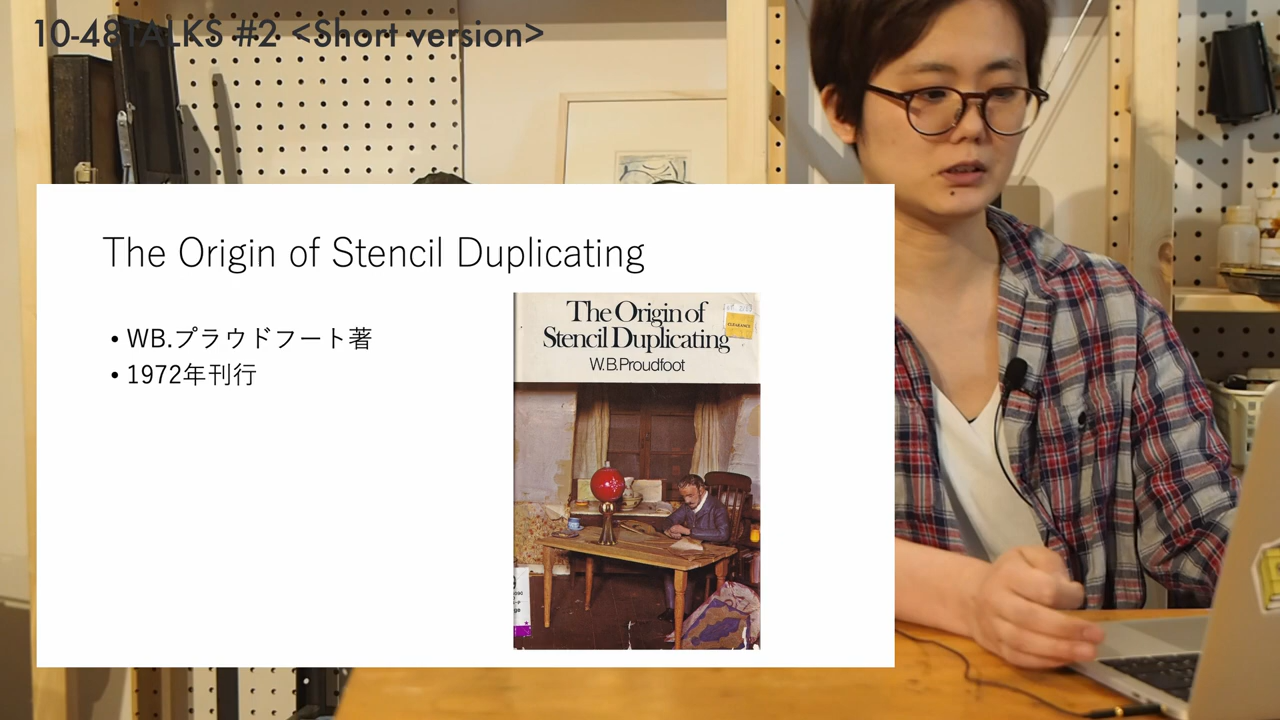 10-48TALKS #2 <Short version>
The Origin of Stencil Duplicating
• WB.プラウドフート著
• 1972年刊行
The Origin of
Stencil Duplicating
W.B.Proudfoot
CLEARANCE